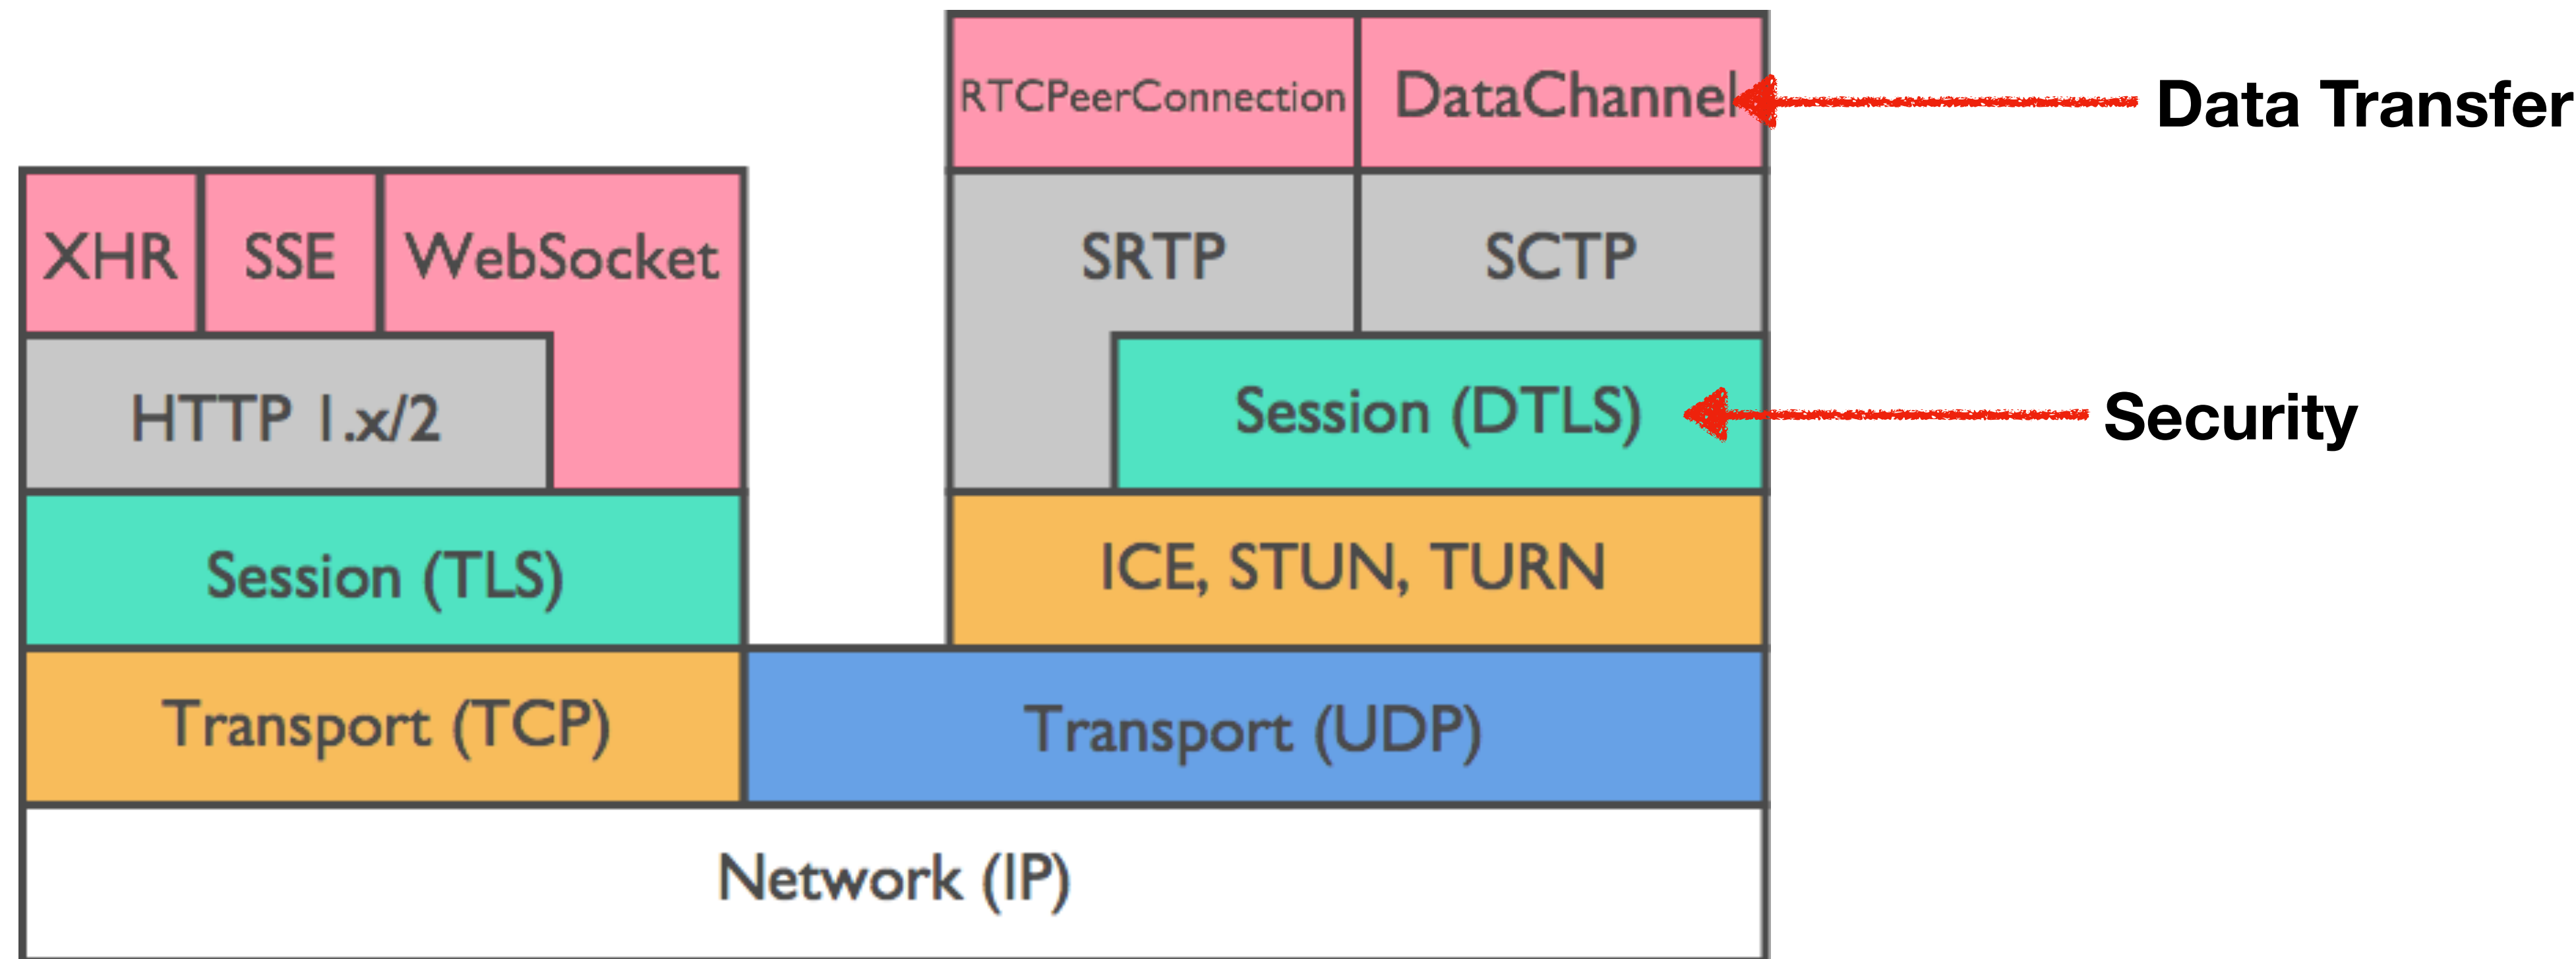 RTCPeerConnection
DataChannel
Data Transfer
XHR
SSE
WebSocket
SRTP
SCTP
HTTP 1.x/2
Session (DTLS)
Security
Session (TLS)
ICE, STUN, TURN
Transport (TCP)
Transport (UDP)
Network (IP)